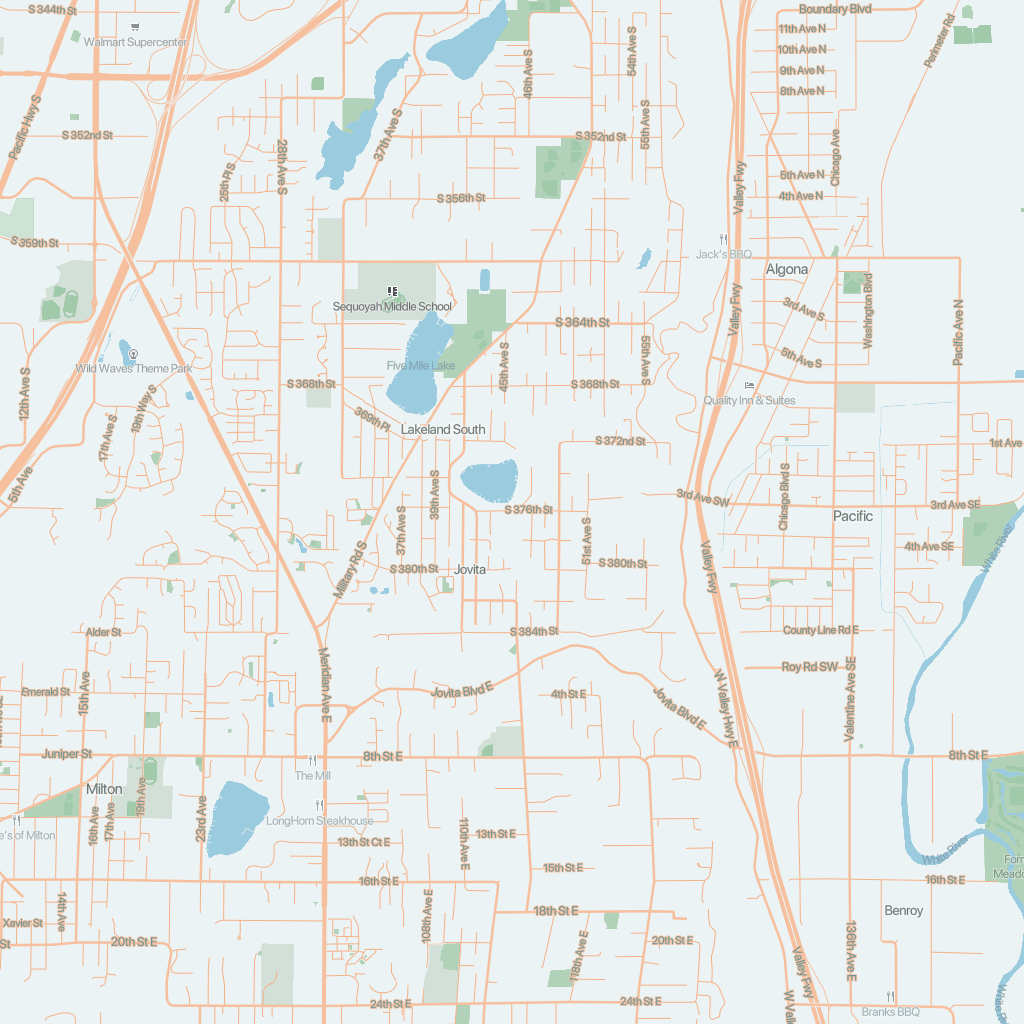 S 344th St
Walmart Supercenter
Boundary Blvd
11th Ave N
10th Ave N
9th Ave N
8th Ave N
Perimeter Rd
46th Ave S
54th Ave S
55th Ave S
Pacific Hwy S
S 352nd St
28th Ave S
25th Pl S
37th Ave S
S 352nd St
S 356th St
Valley Fwy
Chicago Ave
5th Ave N
4th Ave N
S 359th St
Jack's BBQ
Algona
Sequoyah Middle School
Valley Fwy
3rd Ave S
Washington Blvd
Pacific Ave N
S 364th St
Wild Waves Theme Park
Five Mile Lake
45th Ave S
55th Ave S
5th Ave S
12th Ave S
S 368th St
S 368th St
Quality Inn & Suites
17th Ave S
19th Way S
369th Pl
Lakeland South
S 372nd St
1st Ave
5th Ave
39th Ave S
37th Ave S
S 376th St
51st Ave S
3rd Ave SW
Chicago Blvd S
Pacific
3rd Ave SE
4th Ave SE
White River
Military Rd S
S 380th St
Jovita
S 380th St
Valley Fwy
Alder St
S 384th St
County Line Rd E
Roy Rd SW
Valentine Ave SE
Emerald St
15th Ave
Meridian Ave E
Jovita Blvd E
4th St E
Jovita Blvd E
W Valley Hwy E
Juniper St
8th St E
8th St E
The Mill
Milton
LongHorn Steakhouse
16th Ave
17th Ave
19th Ave
23rd Ave
's of Milton
13th St Ct E
110th Ave E
13th St E
White River
15th St E
16th St E
16th St E
14th Ave
Xavier St
108th Ave E
18th St E
Benroy
St
20th St E
118th Ave E
20th St E
Valley Fwy
136th Ave E
24th St E
24th St E
Branks BBQ